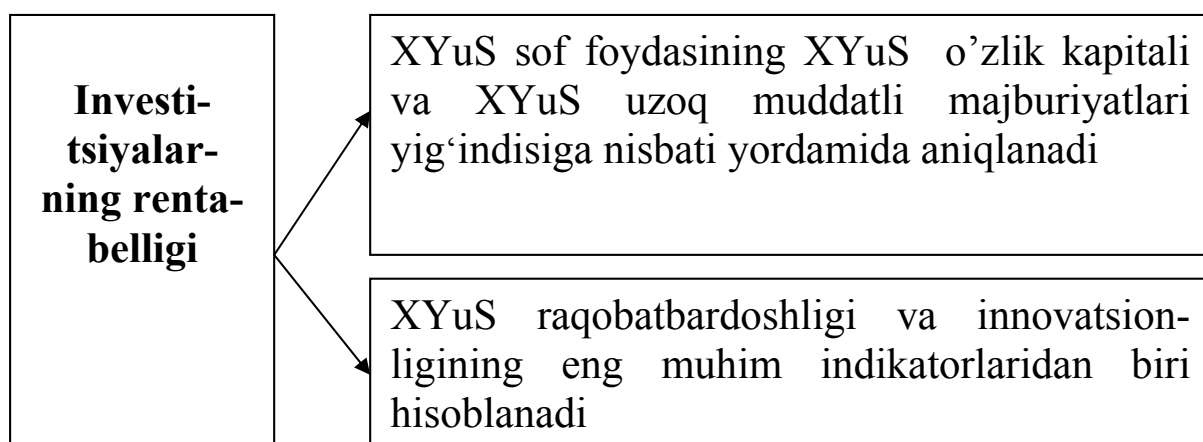 Investi-
tsiyalar-
ning renta-
belligi
XYuS sof foydasining XYuS o’zlik kapitali
va XYuS uzoq muddatli majburiyatlari
yig‘indisiga nisbati yordamida aniqlanadi
XYuS raqobatbardoshligi va innovatsion-
ligining eng muhim indikatorlaridan biri
hisoblanadi